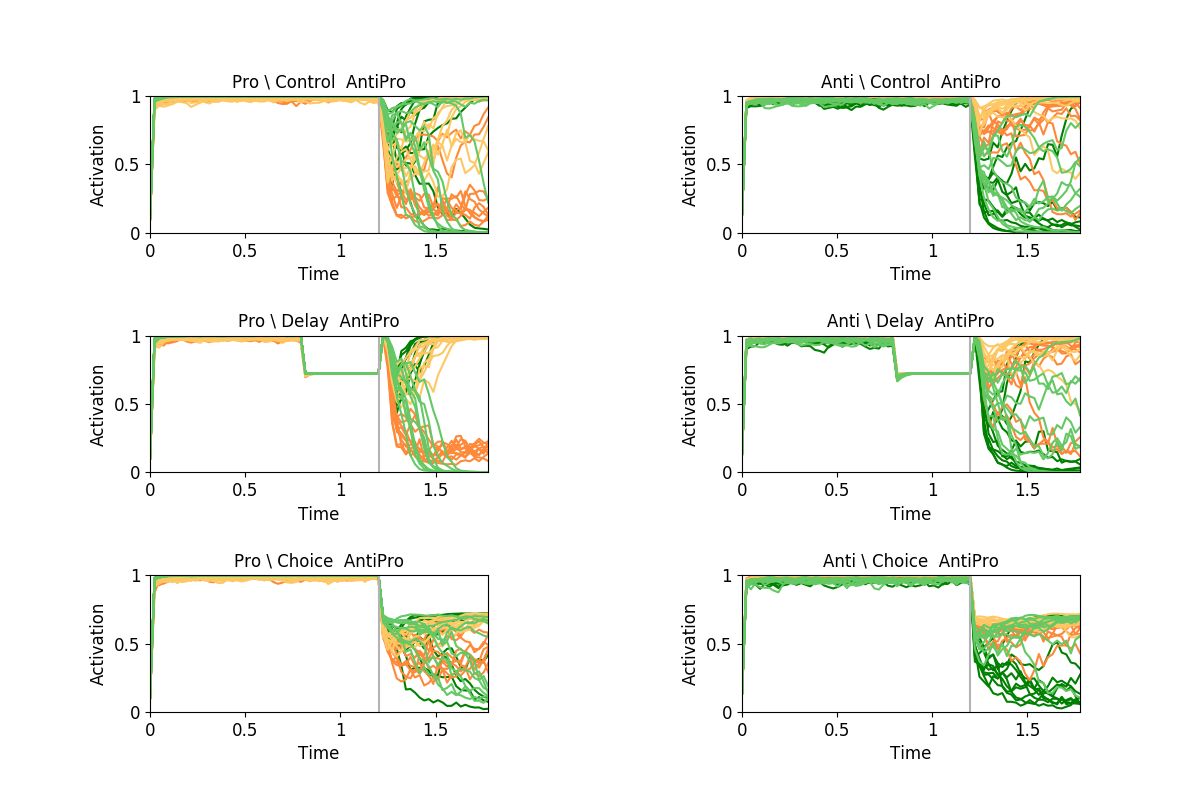 Pro \ Control  AntiPro
Anti \ Control  AntiPro
1
0.5
0
Activation
0 0.5 1 1.5
Time
1
0.5
0
Activation
0 0.5 1 1.5
Time
Pro \ Delay  AntiPro
Anti \ Delay  AntiPro
1
0.5
0
Activation
0 0.5 1 1.5
Time
1
0.5
0
Activation
0 0.5 1 1.5
Time
Pro \ Choice  AntiPro
Anti \ Choice  AntiPro
1
0.5
0
Activation
0 0.5 1 1.5
Time
1
0.5
0
Activation
0 0.5 1 1.5
Time